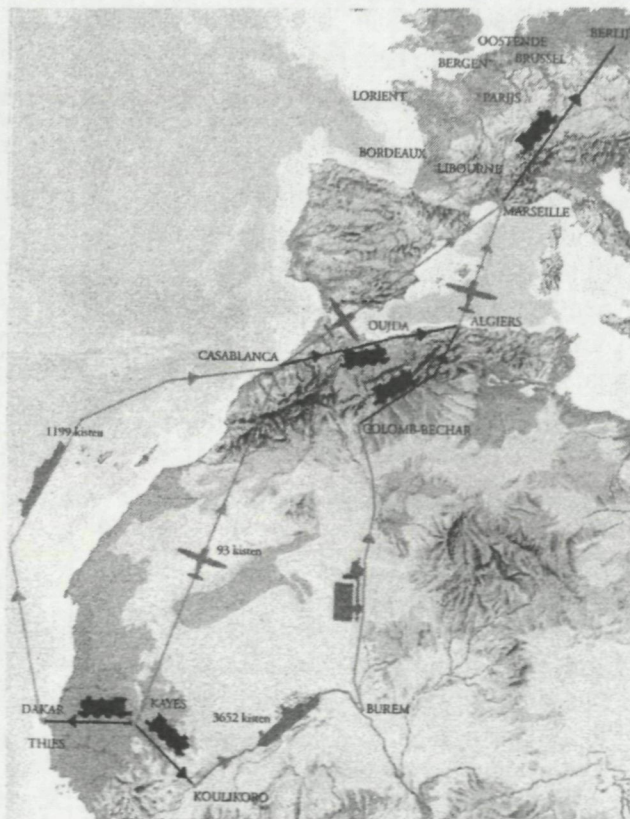 OOSTENDE
BERLIJ
BERGEN
BRUSSEL
LORIENT
PARIJS
BORDEAUX
LIBOURNE
MARSEILLE
OUJDA
ALGIERS
CASABLANCA
1199 kisten
COLOMB-BECHAR
93 kisten
DAKAR
KAYES
3652 kisten
BUREM
THIES
KOULIKORO